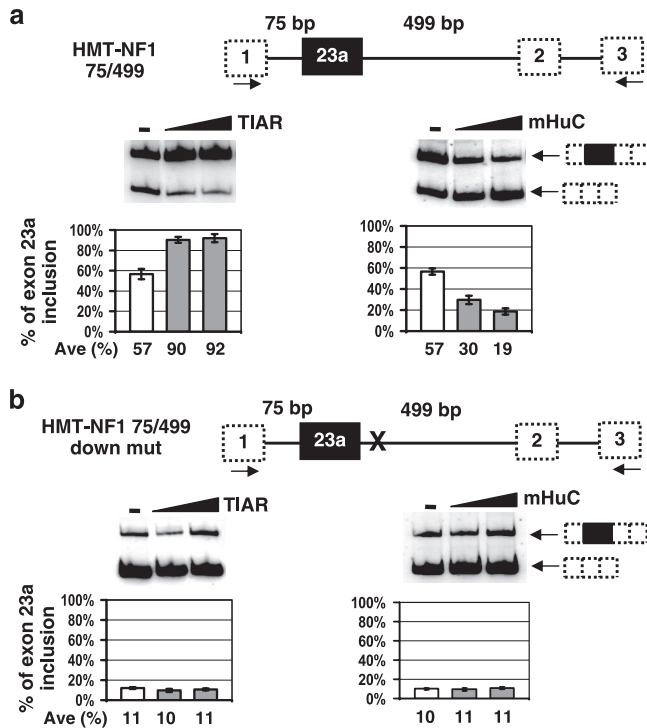 a
75 bp 499 bp
HMT-NF1
75/499
1 23a 2 3
- TIAR
- mHuC
% of exon 23a
inclusion
100%
80%
60%
40%
20%
0%
Ave (%) 57 90 92
100%
80%
60%
40%
20%
0%
57 30 19
b
75 bp 499 bp
HMT-NF1 75/499
down mut
1 23a X 2 3
- TIAR
- mHuC
% of exon 23a
inclusion
100%
80%
60%
40%
20%
0%
Ave (%) 11 10 11
100%
80%
60%
40%
20%
0%
10 11 11